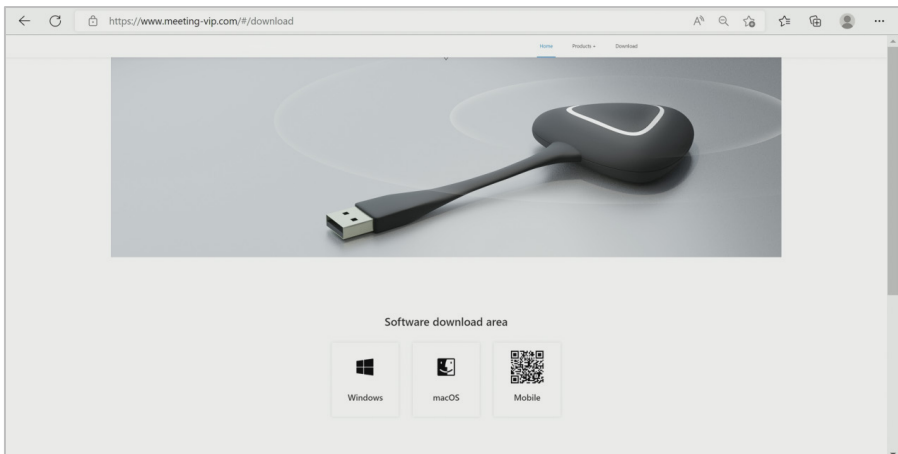 https://www.meeting-vip.com/#/download
Home Products Download
Software download area
Windows macOS Mobile